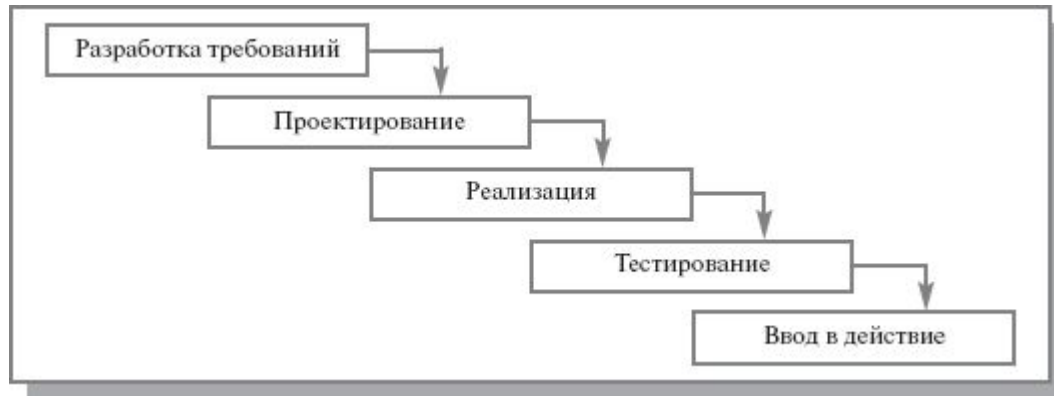 Разработка требований
Проектирование
Реализация
Тестирование
Ввод в действие